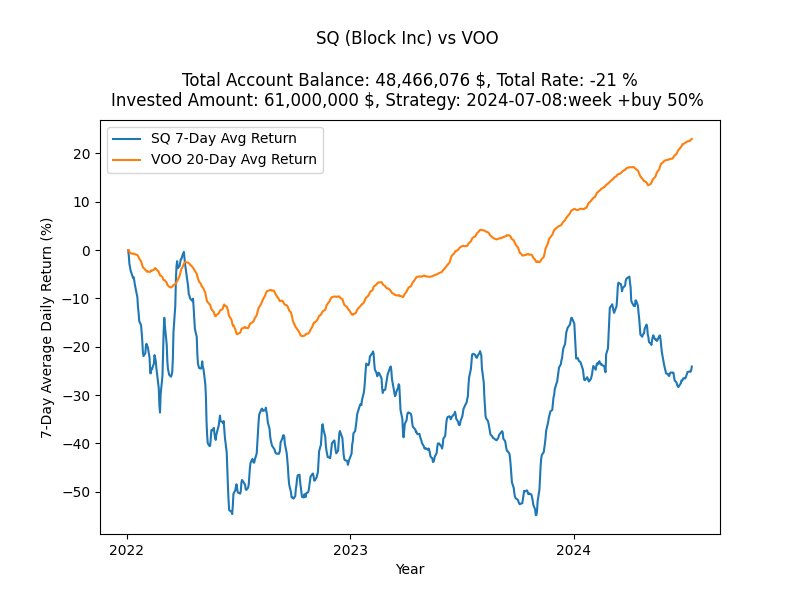 SQ (Block Inc) vs VOO
Total Account Balance: 48,466,076 $, Total Rate: -21 %
Invested Amount: 61,000,000 $, Strategy: 2024-07-08:week +buy 50%
SQ 7-Day Avg Return
VOO 20-Day Avg Return
7-Day Average Daily Return (%)
20
10
0
−10
−20
−30
−40
−50
2022
2023
2024
Year